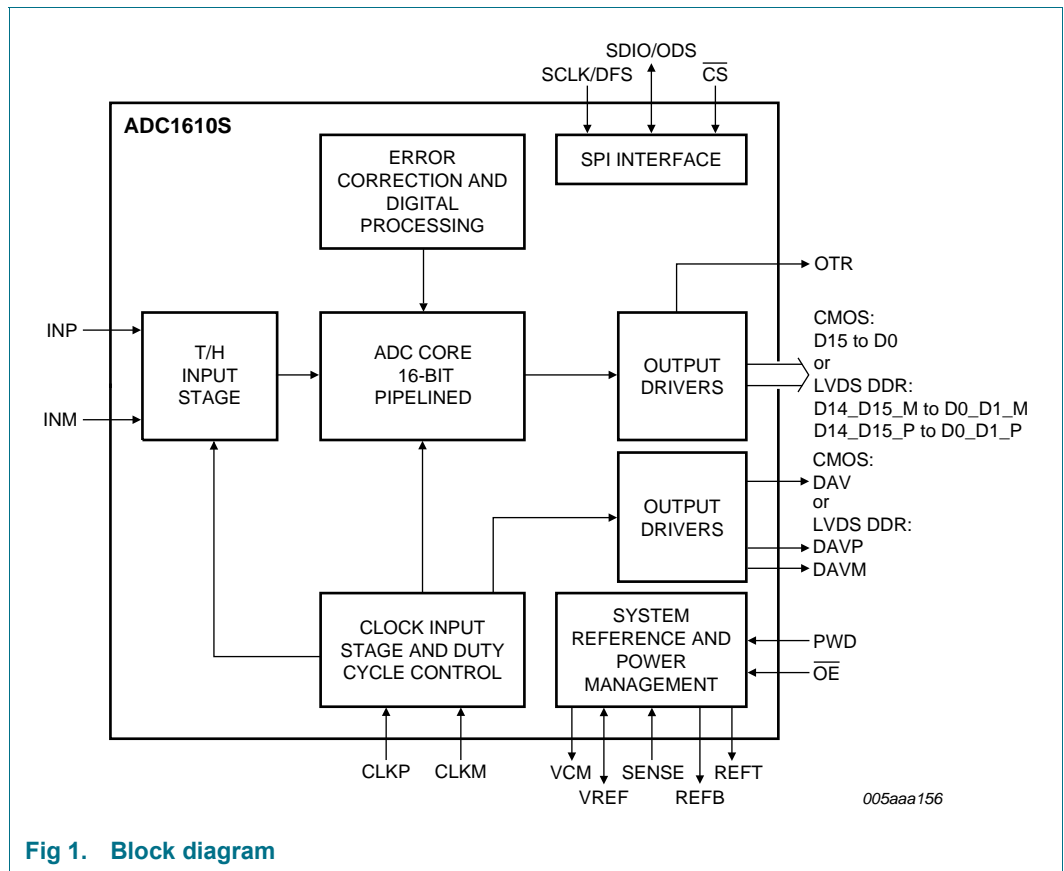 SDIO/ODS
SCLK/DFS
CS
ADC1610S
ERROR
CORRECTION AND
DIGITAL
PROCESSING
SPI INTERFACE
OTR
INP
INM
T/H
INPUT
STAGE
ADC CORE
16-BIT
PIPELINED
OUTPUT
DRIVERS
CMOS:
D15 to D0
or
LVDS DDR:
D14_D15_M to D0_D1_M
D14_D15_P to D0_D1_P
OUTPUT
DRIVERS
CMOS:
DAV
or
LVDS DDR:
DAVP
DAVM
CLOCK INPUT
STAGE AND DUTY
CYCLE CONTROL
SYSTEM
REFERENCE AND
POWER
MANAGEMENT
PWD
OE
CLKP
CLKM
VCM
VREF
SENSE
REFB
REFT
005aaa156
Fig 1. Block diagram